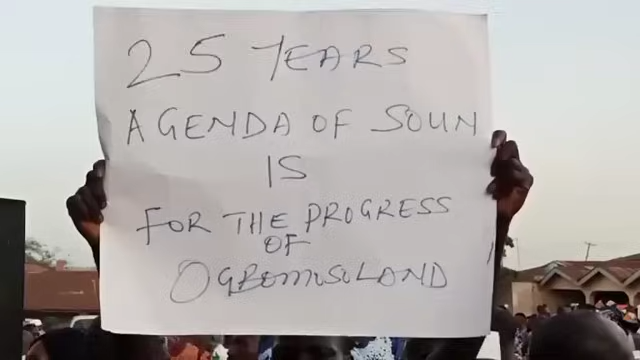 25 YEARS
AGENDA OF SOUN
IS
FOR THE PROGRESS
OF
OGBOMOSOLAND